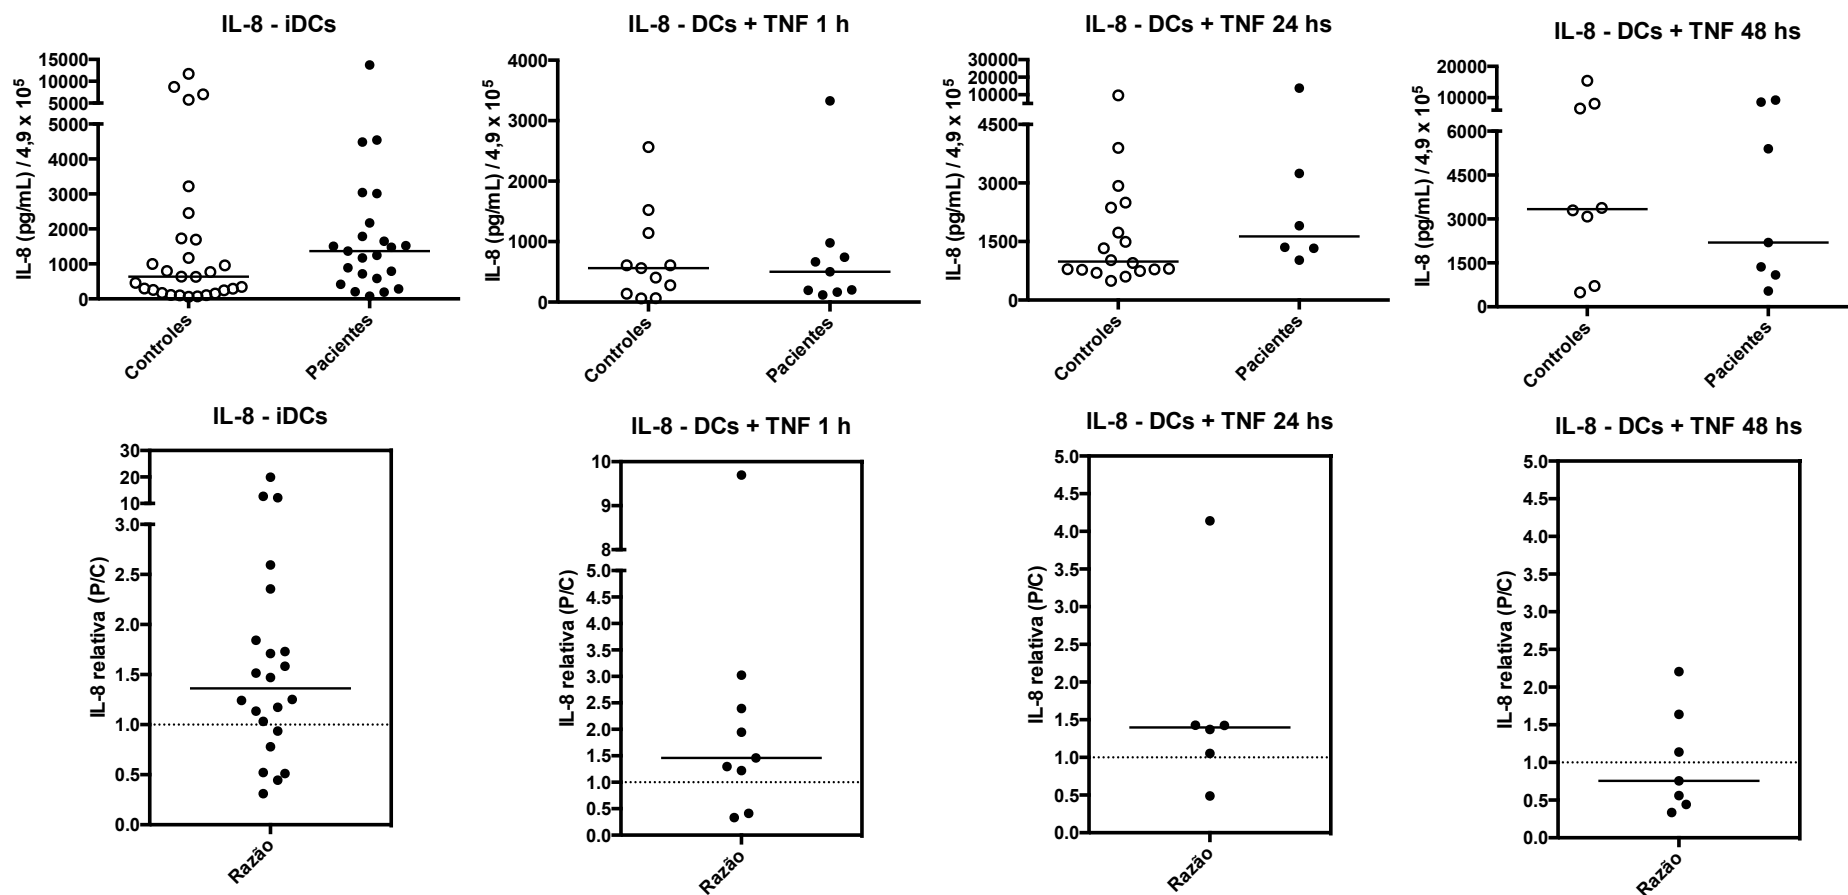 IL-8 - iDCs
IL-8 (pg/mL) / 4,9 x 10⁵
15000
10000
5000
5000
4000
3000
2000
1000
0
Controles
Pacientes
IL-8 - DCs + TNF 1 h
IL-8 (pg/mL) / 4,9 x 10⁵
4000
3000
2000
1000
0
Controles
Pacientes
IL-8 - DCs + TNF 24 hs
IL-8 (pg/mL) / 4,9 x 10⁵
30000
20000
10000
4500
3000
1500
0
Controles
Pacientes
IL-8 - DCs + TNF 48 hs
IL-8 (pg/mL) / 4,9 x 10⁵
20000
10000
6000
4500
3000
1500
0
Controles
Pacientes
IL-8 - iDCs
IL-8 relativa (P/C)
30
20
10
3.0
2.5
2.0
1.5
1.0
0.5
0.0
Razão
IL-8 - DCs + TNF 1 h
IL-8 relativa (P/C)
10
9
8
5.0
4.5
4.0
3.5
3.0
2.5
2.0
1.5
1.0
0.5
0.0
Razão
IL-8 - DCs + TNF 24 hs
IL-8 relativa (P/C)
5.0
4.5
4.0
3.5
3.0
2.5
2.0
1.5
1.0
0.5
0.0
Razão
IL-8 - DCs + TNF 48 hs
IL-8 relativa (P/C)
5.0
4.5
4.0
3.5
3.0
2.5
2.0
1.5
1.0
0.5
0.0
Razão